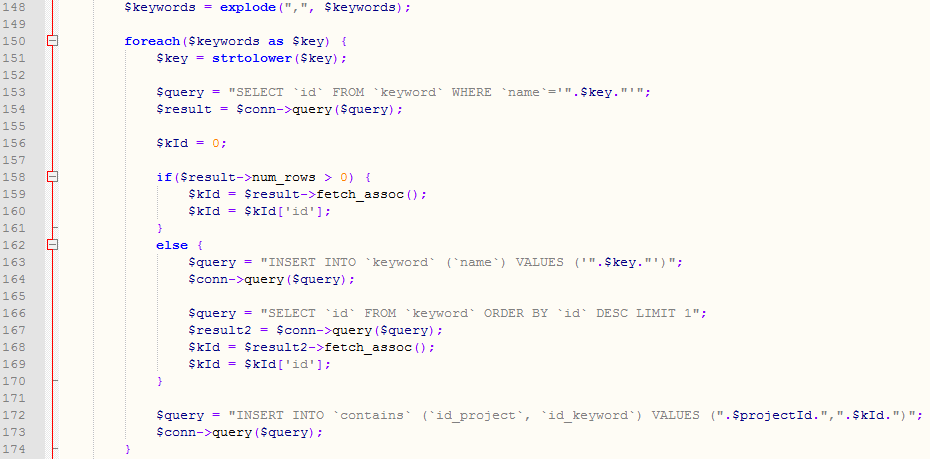 148 $keywords = explode(",", $keywords);
149
150 foreach($keywords as $key) {
151 $key = strtolower($key);
152
153 $query = "SELECT `id` FROM `keyword` WHERE `name`='".$key."'";
154 $result = $conn->query($query);
155
156 $kId = 0;
157
158 if($result->num_rows > 0) {
159 $kId = $result->fetch_assoc();
160 $kId = $kId['id'];
161 }
162 else {
163 $query = "INSERT INTO `keyword` (`name`) VALUES ('".$key."')";
164 $conn->query($query);
165
166 $query = "SELECT `id` FROM `keyword` ORDER BY `id` DESC LIMIT 1";
167 $result2 = $conn->query($query);
168 $kId = $result2->fetch_assoc();
169 $kId = $kId['id'];
170 }
171
172 $query = "INSERT INTO `contains` (`id_project`, `id_keyword`) VALUES (".$projectId.",".$kId.")";
173 $conn->query($query);
174 }